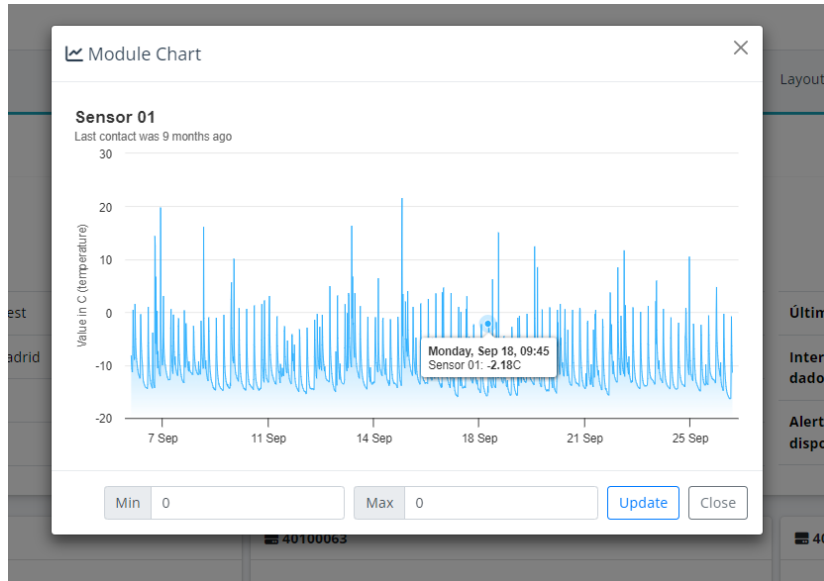 Module Chart
Layout
Sensor 01
Last contact was 9 months ago
30
20
10
0
-10
-20
Value in C (temperature)
Monday, Sep 18, 09:45
Sensor 01: -2.18C
7 Sep 11 Sep 14 Sep 18 Sep 21 Sep 25 Sep
est
adrid
Últim
Inter
dado
Alert
dispo
Min 0 Max 0 Update Close
40100063
40